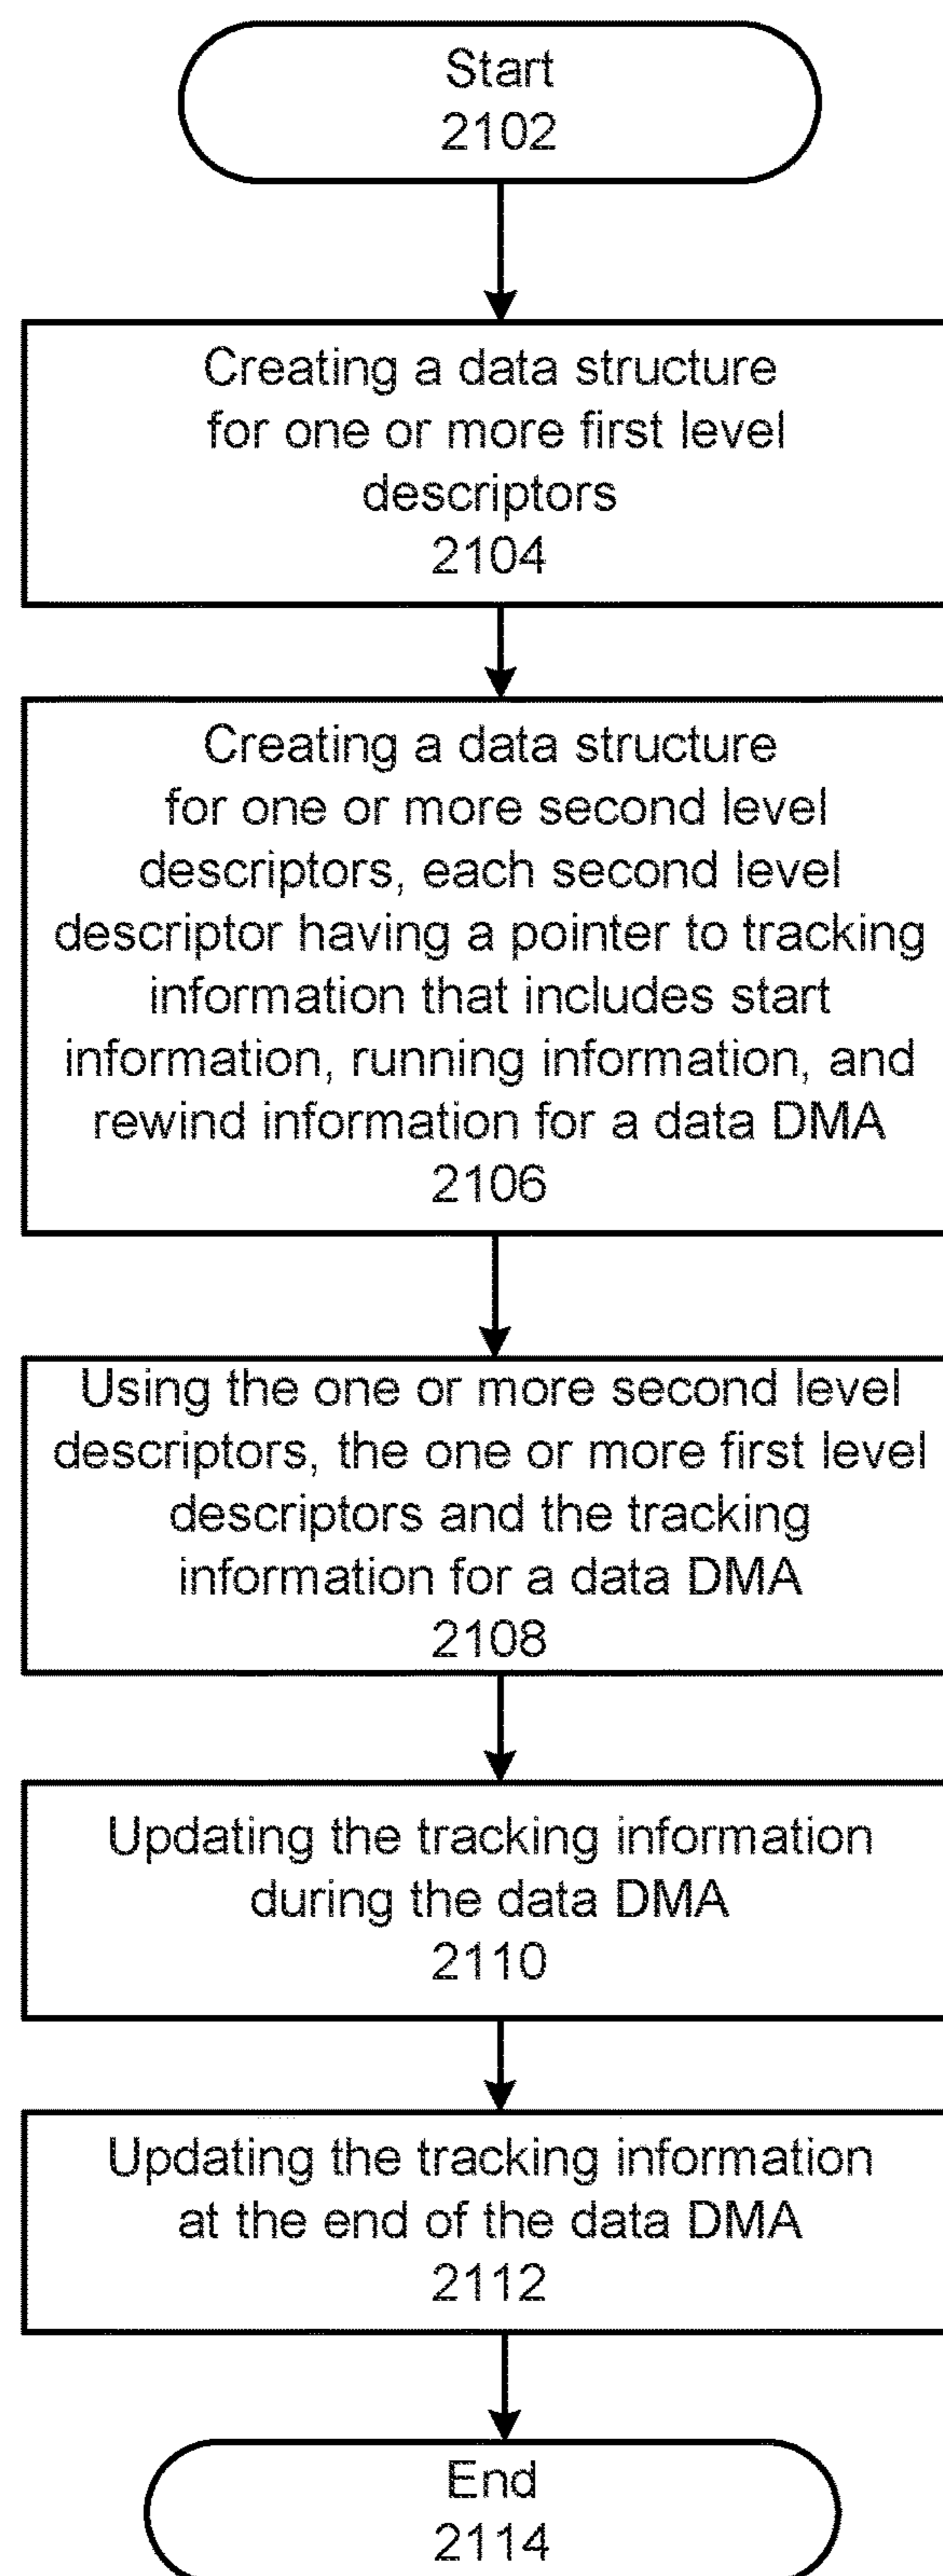 Start
2102
Creating a data structure
for one or more first level
descriptors
2104
Creating a data structure
for one or more second level
descriptors, each second level
descriptor having a pointer to tracking
information that includes start
information, running information, and
rewind information for a data DMA
2106
Using the one or more second level
descriptors, the one or more first level
descriptors and the tracking
information for a data DMA
2108
Updating the tracking information
during the data DMA
2110
Updating the tracking information
at the end of the data DMA
2112
End
2114